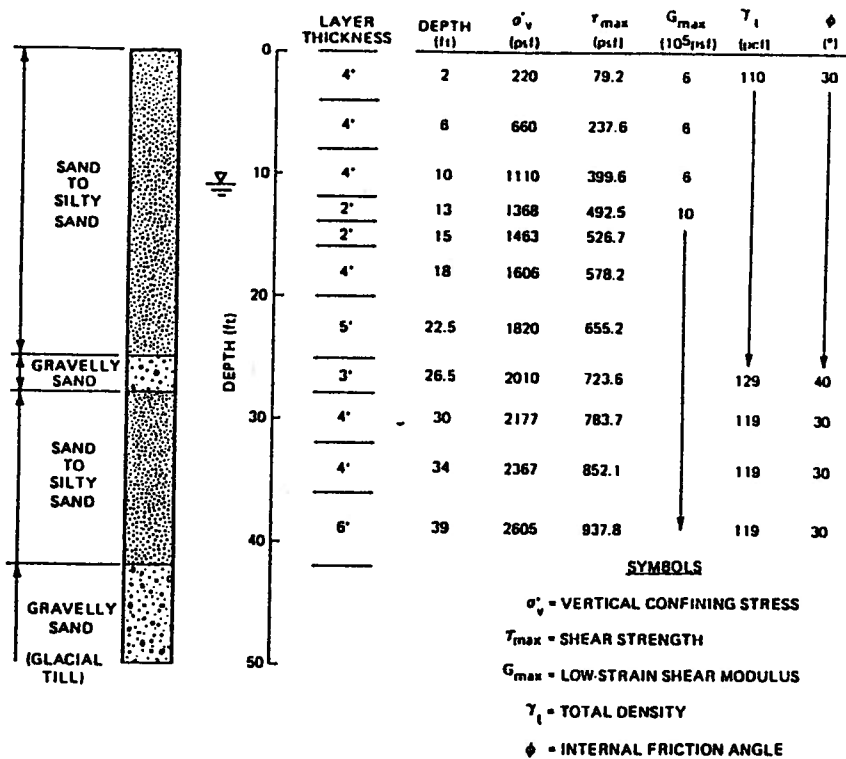 LAYER THICKNESS DEPTH (ft) σ'v (psf) τmax (psf) Gmax (10⁵psf) γt (pcf) φ (°)
0
4' 2 220 79.2 6 110 30
4' 6 660 237.6 6
10
4' 10 1110 399.6 6
2' 13 1368 492.5 10
2' 15 1463 526.7
4' 18 1606 578.2
20
5' 22.5 1820 655.2
3' 26.5 2010 723.6 129 40
30
4' 30 2177 783.7 119 30
4' 34 2367 852.1 119 30
6' 39 2605 937.8 119 30
40
50
DEPTH (ft)
SAND
TO
SILTY
SAND
GRAVELLY
SAND
SAND
TO
SILTY
SAND
GRAVELLY
SAND
(GLACIAL
TILL)
SYMBOLS
σ'v = VERTICAL CONFINING STRESS
τmax = SHEAR STRENGTH
Gmax = LOW-STRAIN SHEAR MODULUS
γt = TOTAL DENSITY
φ = INTERNAL FRICTION ANGLE